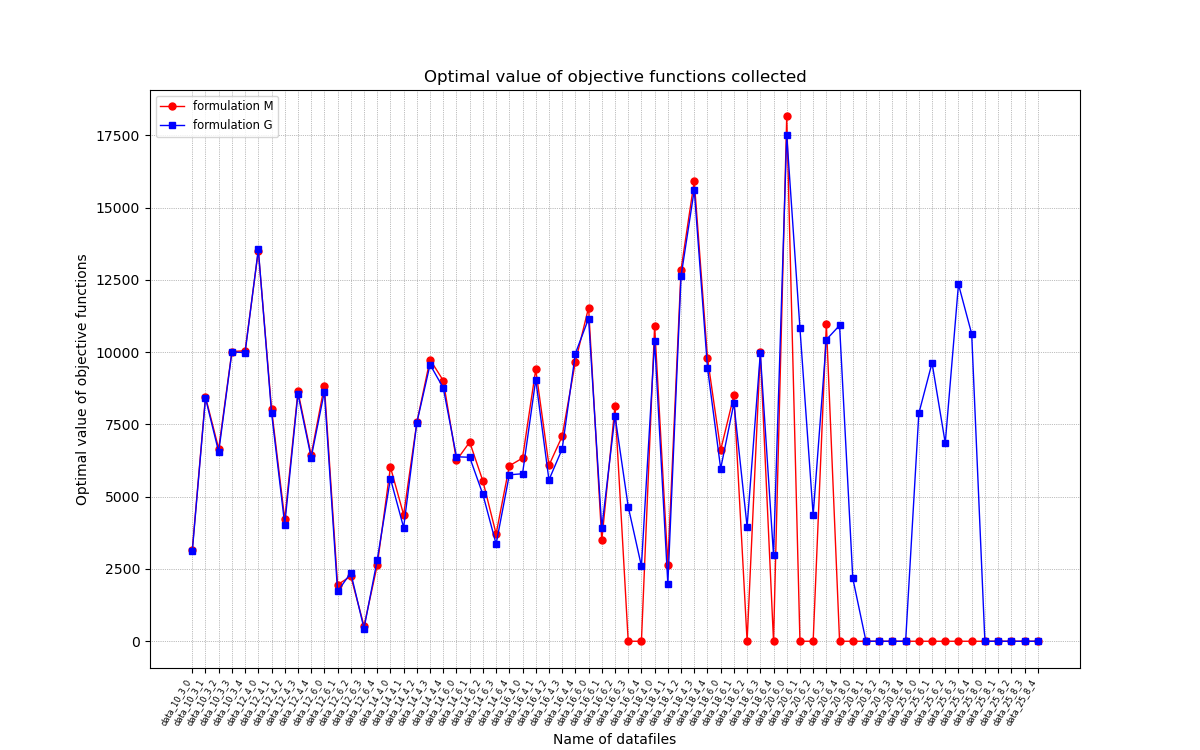 Optimal value of objective functions collected
formulation M
formulation G
Optimal value of objective functions
17500
15000
12500
10000
7500
5000
2500
0
data_10_3_0
data_10_3_1
data_10_3_2
data_10_3_3
data_10_3_4
data_12_4_0
data_12_4_1
data_12_4_2
data_12_4_3
data_12_4_4
data_12_6_0
data_12_6_1
data_12_6_2
data_12_6_3
data_12_6_4
data_14_4_0
data_14_4_1
data_14_4_2
data_14_4_3
data_14_4_4
data_14_6_0
data_14_6_1
data_14_6_2
data_14_6_3
data_14_6_4
data_16_4_0
data_16_4_1
data_16_4_2
data_16_4_3
data_16_4_4
data_16_6_0
data_16_6_1
data_16_6_2
data_16_6_3
data_16_6_4
data_18_4_0
data_18_4_1
data_18_4_2
data_18_4_3
data_18_4_4
data_18_6_0
data_18_6_1
data_18_6_2
data_18_6_3
data_18_6_4
data_20_6_0
data_20_6_1
data_20_6_2
data_20_6_3
data_20_6_4
data_20_8_0
data_20_8_1
data_20_8_2
data_20_8_3
data_20_8_4
data_25_6_0
data_25_6_1
data_25_6_2
data_25_6_3
data_25_6_4
data_25_8_0
data_25_8_1
data_25_8_2
data_25_8_3
data_25_8_4
Name of datafiles